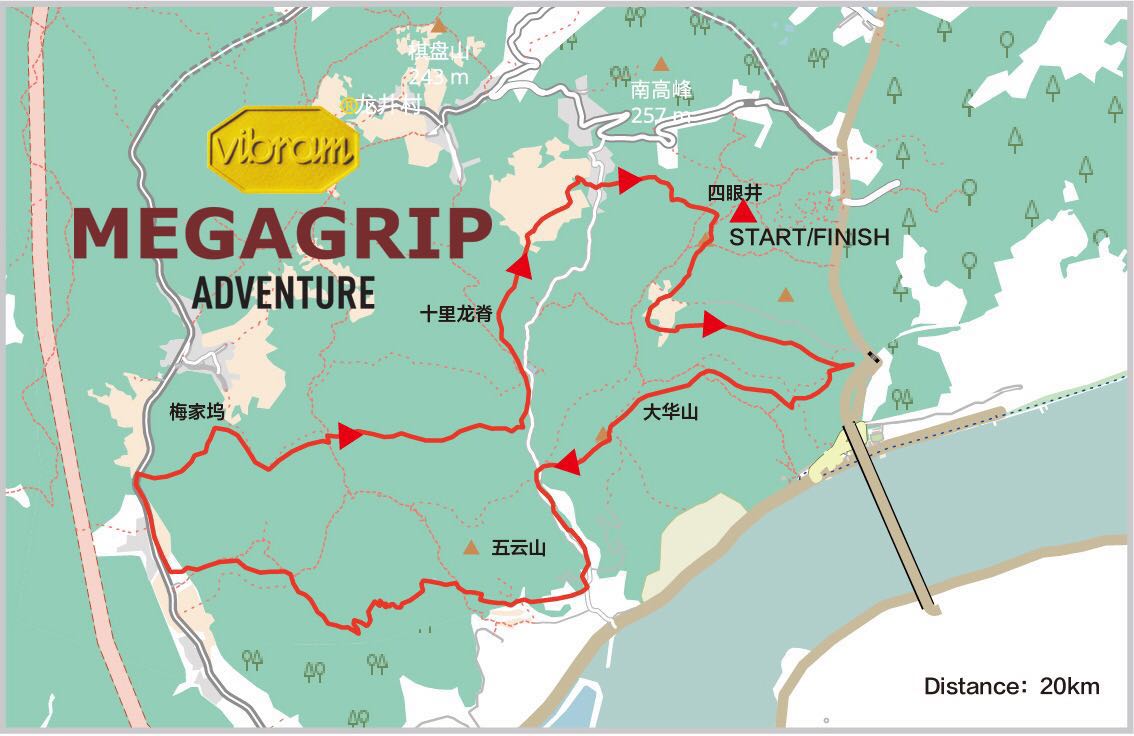 棋盘山
243 m
龙井村
南高峰
257 m
vibram
MEGAGRIP
ADVENTURE
四眼井
START/FINISH
十里龙脊
梅家坞
大华山
五云山
Distance: 20km